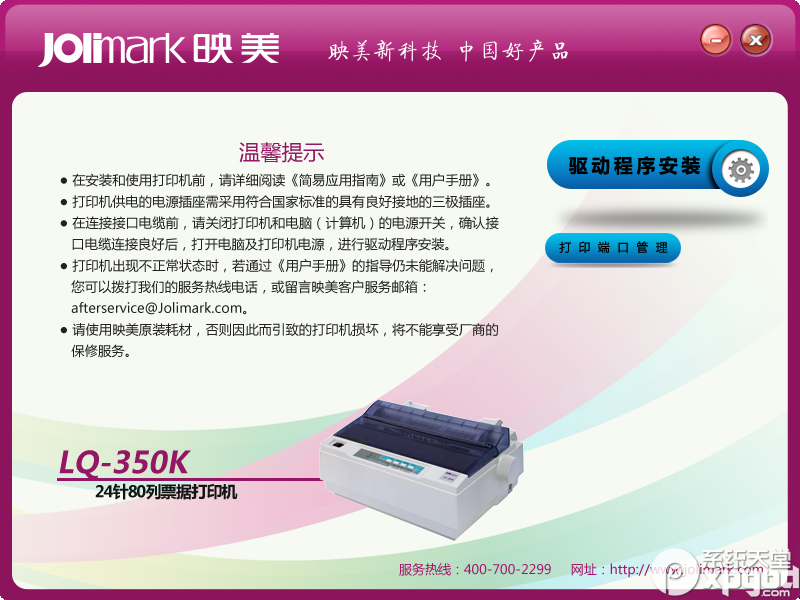 Jolimark 映美
映美新科技 中国好产品
温馨提示
● 在安装和使用打印机前，请详细阅读《简易应用指南》或《用户手册》。
● 打印机供电的电源插座需采用符合国家标准的具有良好接地的三极插座。
● 在连接接口电缆前，请关闭打印机和电脑（计算机）的电源开关，确认接
口电缆连接良好后，打开电脑及打印机电源，进行驱动程序安装。
● 打印机出现不正常状态时，若通过《用户手册》的指导仍未能解决问题，
您可以拨打我们的服务热线电话，或留言映美客户服务邮箱：
afterservice@Jolimark.com。
● 请使用映美原装耗材，否则因此而引致的打印机损坏，将不能享受厂商的
保修服务。
驱动程序安装
打印端口管理
LQ-350K
24针80列票据打印机
服务热线：400-700-2299 网址：http://www.jolimark.com
系统天堂